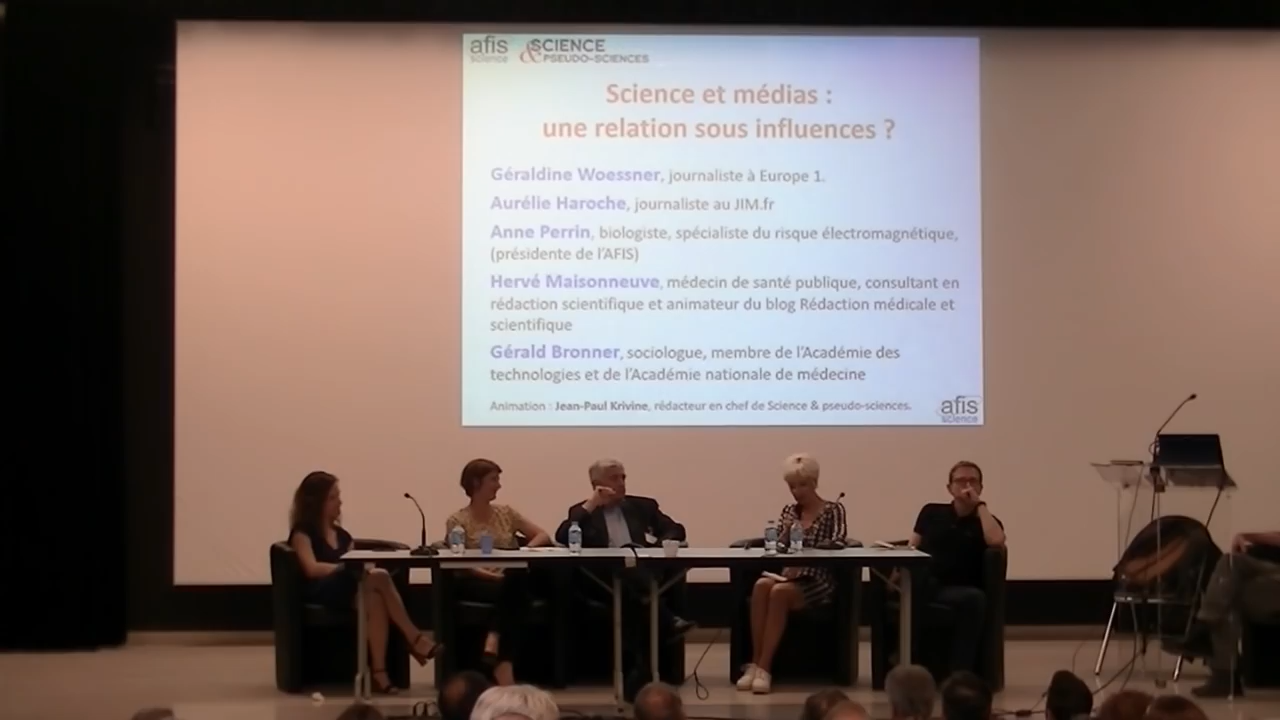 afis
science
SCIENCE
& PSEUDO-SCIENCES
Science et médias :
une relation sous influences ?
Géraldine Woessner, journaliste à Europe 1.
Aurélie Haroche, journaliste au JIM.fr
Anne Perrin, biologiste, spécialiste du risque électromagnétique,
(présidente de l'AFIS)
Hervé Maisonneuve, médecin de santé publique, consultant en
rédaction scientifique et animateur du blog Rédaction médicale et
scientifique
Gérald Bronner, sociologue, membre de l'Académie des
technologies et de l'Académie nationale de médecine
Animation : Jean-Paul Krivine, rédacteur en chef de Science & pseudo-sciences.
afis
science